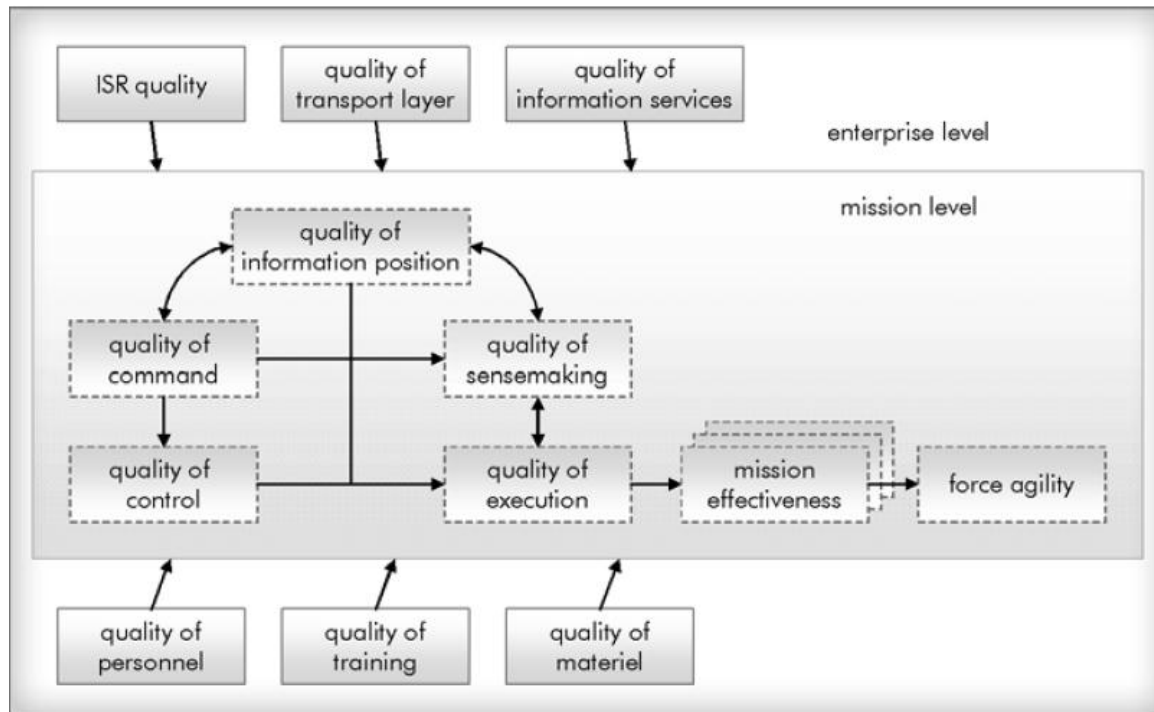 ISR quality
quality of
transport layer
quality of
information services
enterprise level
mission level
quality of
information position
quality of
command
quality of
sensemaking
quality of
control
quality of
execution
mission
effectiveness
force agility
quality of
personnel
quality of
training
quality of
materiel